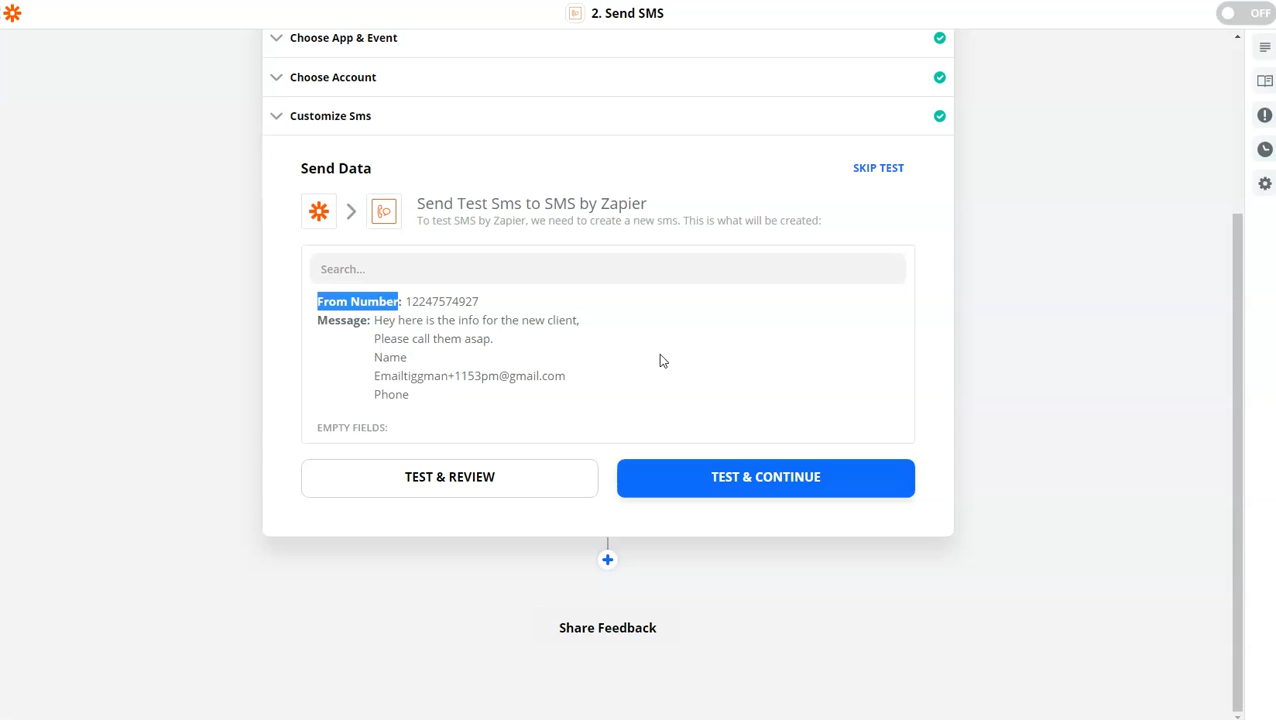 2. Send SMS
OFF
Choose App & Event
Choose Account
Customize Sms
Send Data
SKIP TEST
Send Test Sms to SMS by Zapier
To test SMS by Zapier, we need to create a new sms. This is what will be created:
Search...
From Number: 12247574927
Message: Hey here is the info for the new client,
Please call them asap.
Name
Emailtiggman+1153pm@gmail.com
Phone
EMPTY FIELDS:
TEST & REVIEW
TEST & CONTINUE
Share Feedback